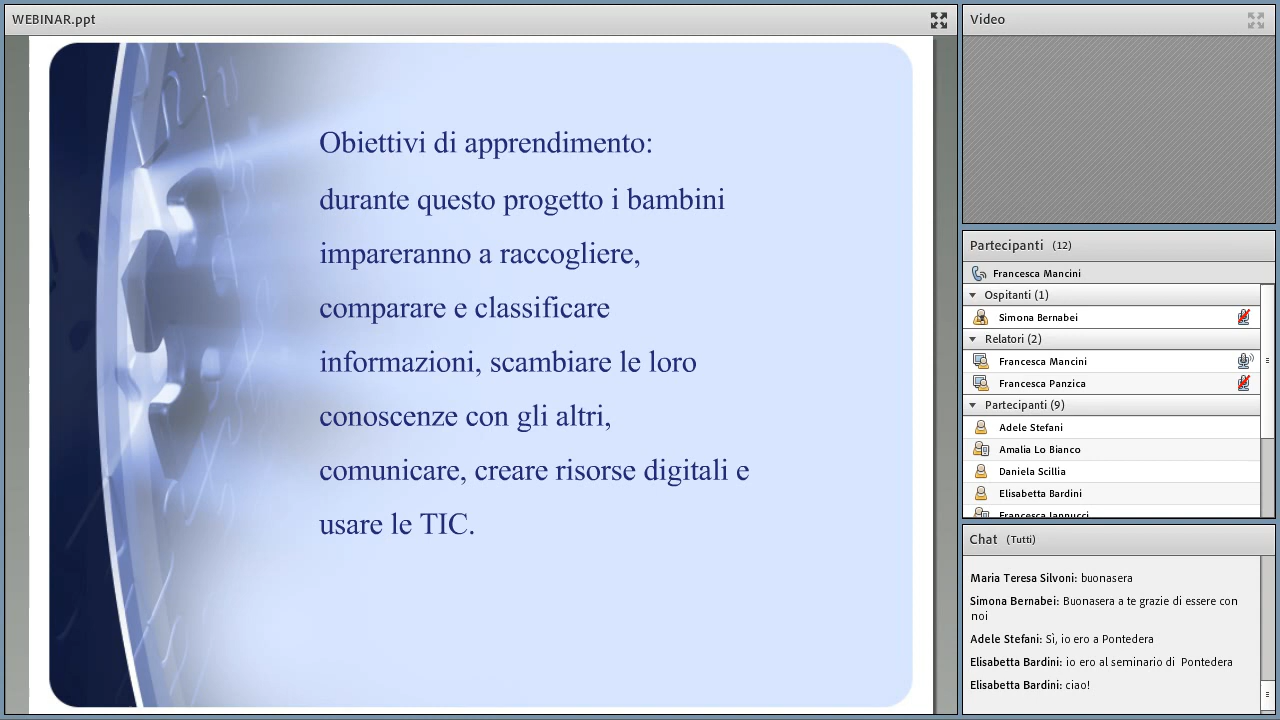 WEBINAR.ppt
Obiettivi di apprendimento:
durante questo progetto i bambini
impareranno a raccogliere,
comparare e classificare
informazioni, scambiare le loro
conoscenze con gli altri,
comunicare, creare risorse digitali e
usare le TIC.
Video
Partecipanti (12)
Francesca Mancini
Ospitanti (1)
Simona Bernabei
Relatori (2)
Francesca Mancini
Francesca Panzica
Partecipanti (9)
Adele Stefani
Amalia Lo Bianco
Daniela Scillia
Elisabetta Bardini
Francesca Iannucci
Chat (Tutti)
Maria Teresa Silvoni: buonasera
Simona Bernabei: Buonasera a te grazie di essere con
noi
Adele Stefani: Sì, io ero a Pontedera
Elisabetta Bardini: io ero al seminario di  Pontedera
Elisabetta Bardini: ciao!